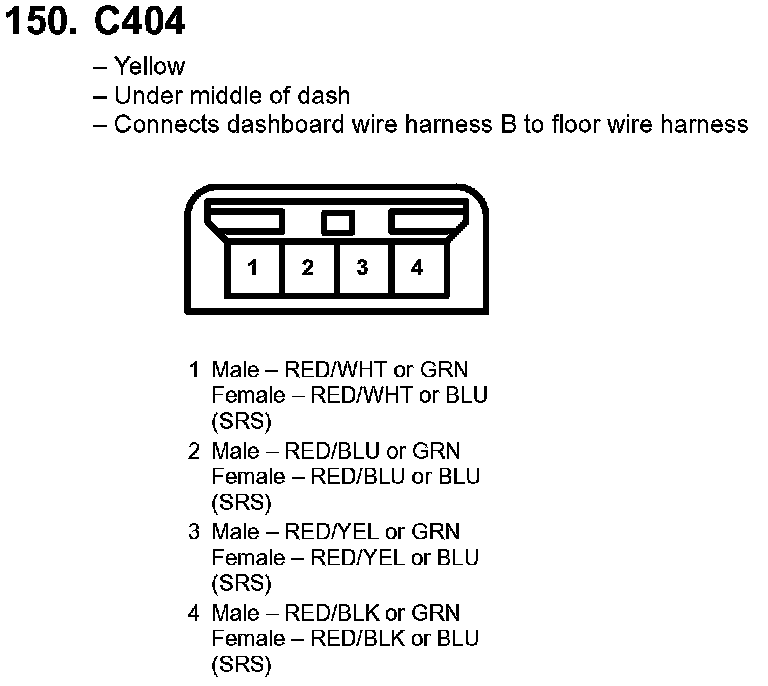 150. C404
– Yellow
– Under middle of dash
– Connects dashboard wire harness B to floor wire harness
1 2 3 4
1 Male – RED/WHT or GRN
Female – RED/WHT or BLU
(SRS)
2 Male – RED/BLU or GRN
Female – RED/BLU or BLU
(SRS)
3 Male – RED/YEL or GRN
Female – RED/YEL or BLU
(SRS)
4 Male – RED/BLK or GRN
Female – RED/BLK or BLU
(SRS)